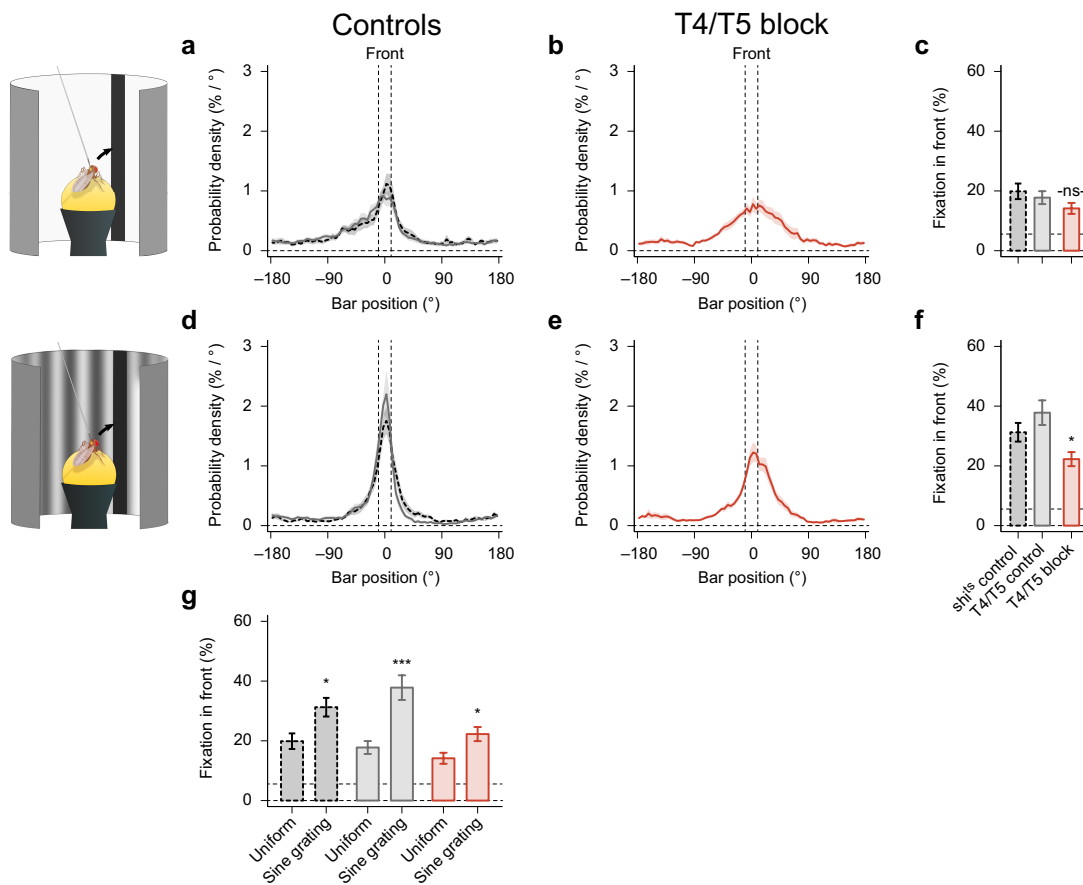 Controls
T4/T5 block
a
Front
Probability density (% / °)
3
2
1
0
–180
–90
0
90
180
Bar position (°)
b
Front
Probability density (% / °)
3
2
1
0
–180
–90
0
90
180
Bar position (°)
c
Fixation in front (%)
60
40
20
0
-ns-
d
Probability density (% / °)
3
2
1
0
–180
–90
0
90
180
Bar position (°)
e
Probability density (% / °)
3
2
1
0
–180
–90
0
90
180
Bar position (°)
f
Fixation in front (%)
60
40
20
0
*
shiᵗˢ control
T4/T5 control
T4/T5 block
g
Fixation in front (%)
60
40
20
0
*
***
*
Uniform
Sine grating
Uniform
Sine grating
Uniform
Sine grating